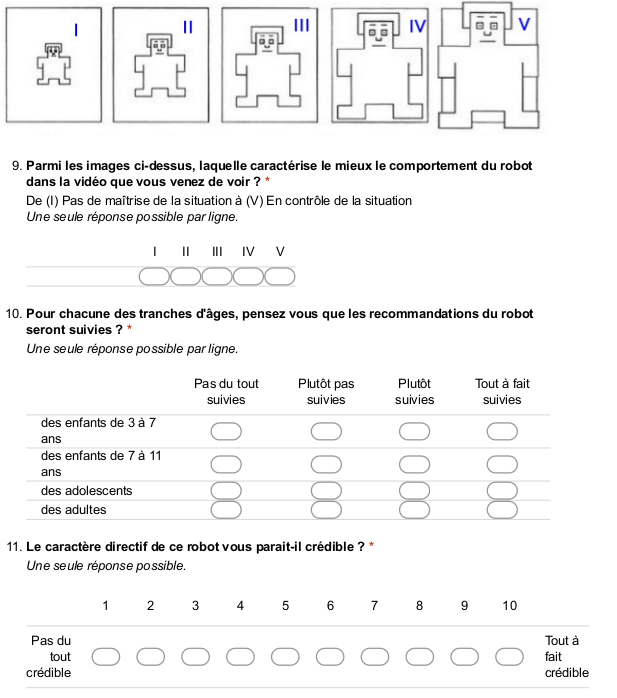 I II III IV V
9. Parmi les images ci-dessus, laquelle caractérise le mieux le comportement du robot
dans la vidéo que vous venez de voir ? *
De (I) Pas de maîtrise de la situation à (V) En contrôle de la situation
Une seule réponse possible par ligne.
I II III IV V
10. Pour chacune des tranches d'âges, pensez vous que les recommandations du robot
seront suivies ? *
Une seule réponse possible par ligne.
Pas du tout Plutôt pas Plutôt Tout à fait
suivies suivies suivies suivies
des enfants de 3 à 7
ans
des enfants de 7 à 11
ans
des adolescents
des adultes
11. Le caractère directif de ce robot vous parait-il crédible ? *
Une seule réponse possible.
1 2 3 4 5 6 7 8 9 10
Pas du Tout à
tout fait
crédible crédible